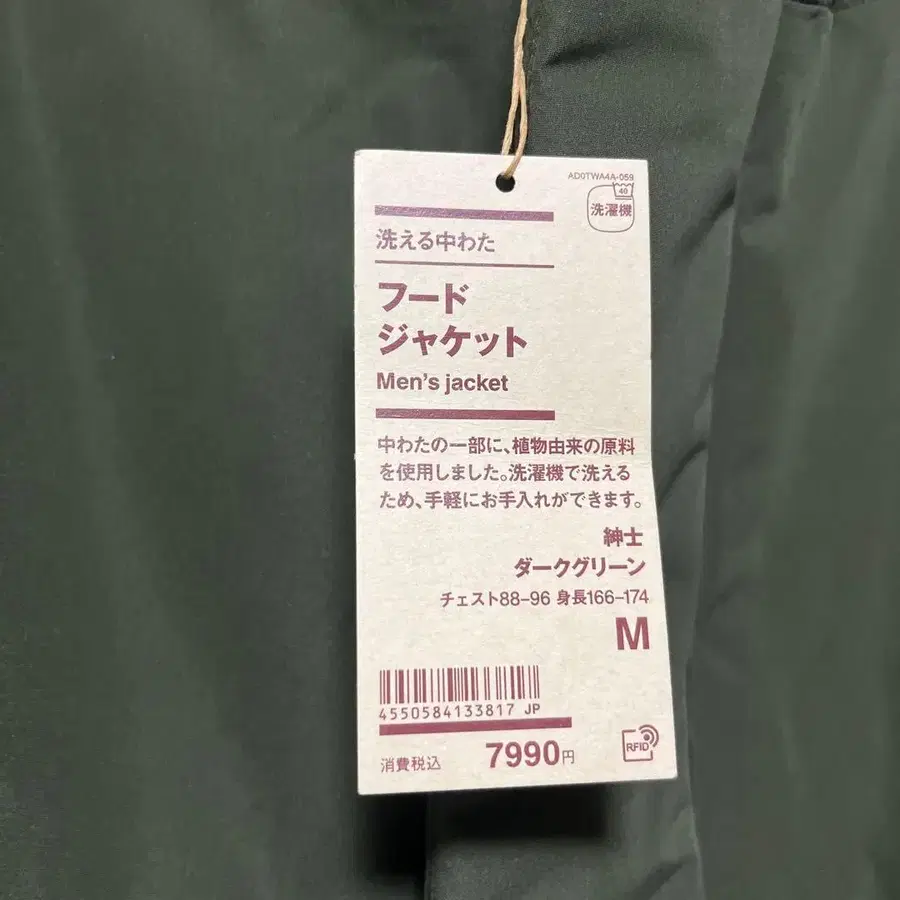 AD0TWA4A-059
40
洗濯機
洗える中わた
フード
ジャケット
Men's jacket
中わたの一部に、植物由来の原料
を使用しました。洗濯機で洗える
ため、手軽にお手入れができます。
紳士
ダークグリーン
チェスト88–96 身長166–174
M
4550584133817 JP
消費税込 7990円
RFID